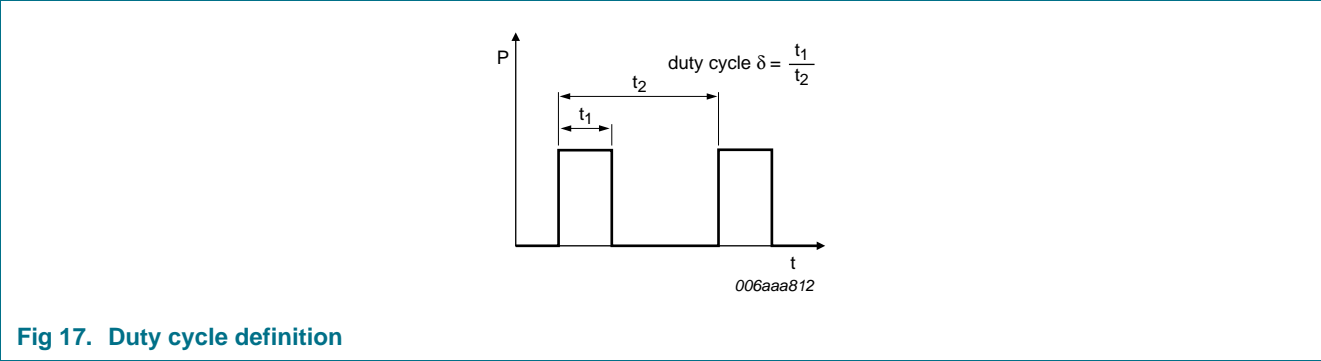 P
duty cycle δ = t1
t2
t2
t1
t
006aaa812
Fig 17. Duty cycle definition